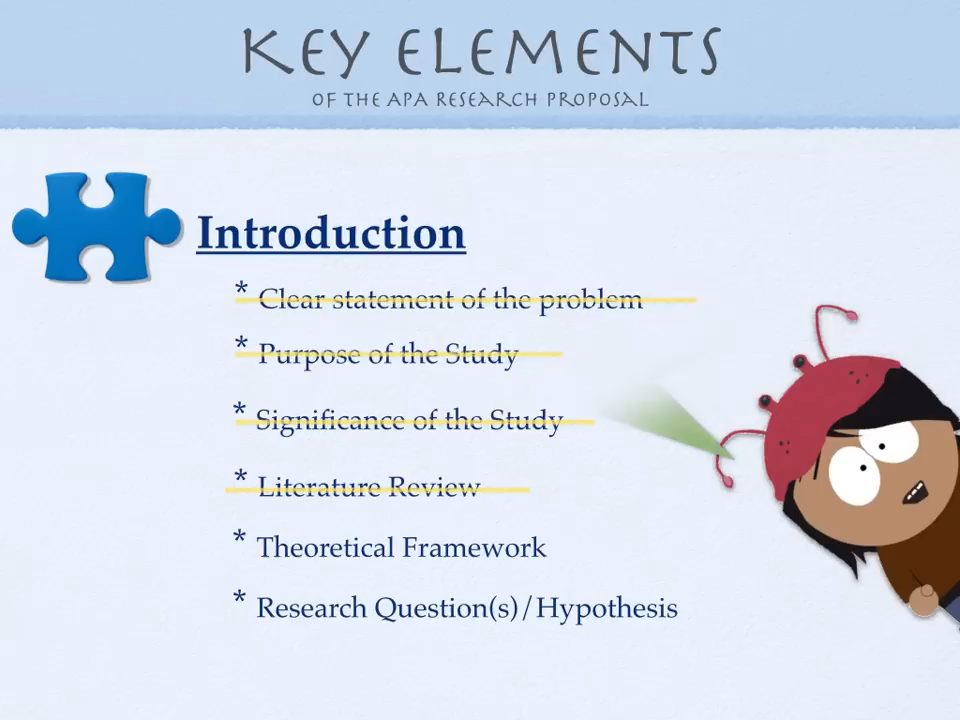 KEY ELEMENTS
OF THE APA RESEARCH PROPOSAL
Introduction
* Clear statement of the problem
* Purpose of the Study
* Significance of the Study
* Literature Review
* Theoretical Framework
* Research Question(s)/Hypothesis